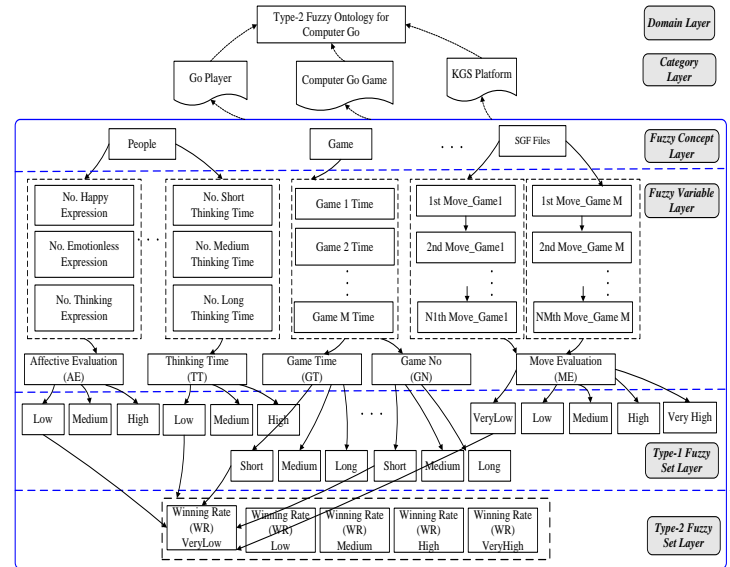 Type-2 Fuzzy Ontology for
Computer Go
Domain Layer
Go Player
Computer Go Game
KGS Platform
Category
Layer
People
Game
. . .
SGF Files
Fuzzy Concept
Layer
No. Happy
Expression
No. Emotionless
Expression
No. Thinking
Expression
. . .
No. Short
Thinking Time
No. Medium
Thinking Time
No. Long
Thinking Time
Game 1 Time
Game 2 Time
Game M Time
1st Move_Game1
2nd Move_Game1
N1th Move_Game1
1st Move_Game M
2nd Move_Game M
NMth Move_Game M
Fuzzy Variable
Layer
Affective Evaluation
(AE)
Thinking Time
(TT)
Game Time
(GT)
Game No
(GN)
Move Evaluation
(ME)
Low
Medium
High
Low
Medium
High
. . .
VeryLow
Low
Medium
High
Very High
Short
Medium
Long
Short
Medium
Long
Type-1 Fuzzy
Set Layer
Winning Rate
(WR)
VeryLow
Winning Rate
(WR)
Low
Winning Rate
(WR)
Medium
Winning Rate
(WR)
High
Winning Rate
(WR)
VeryHigh
Type-2 Fuzzy
Set Layer